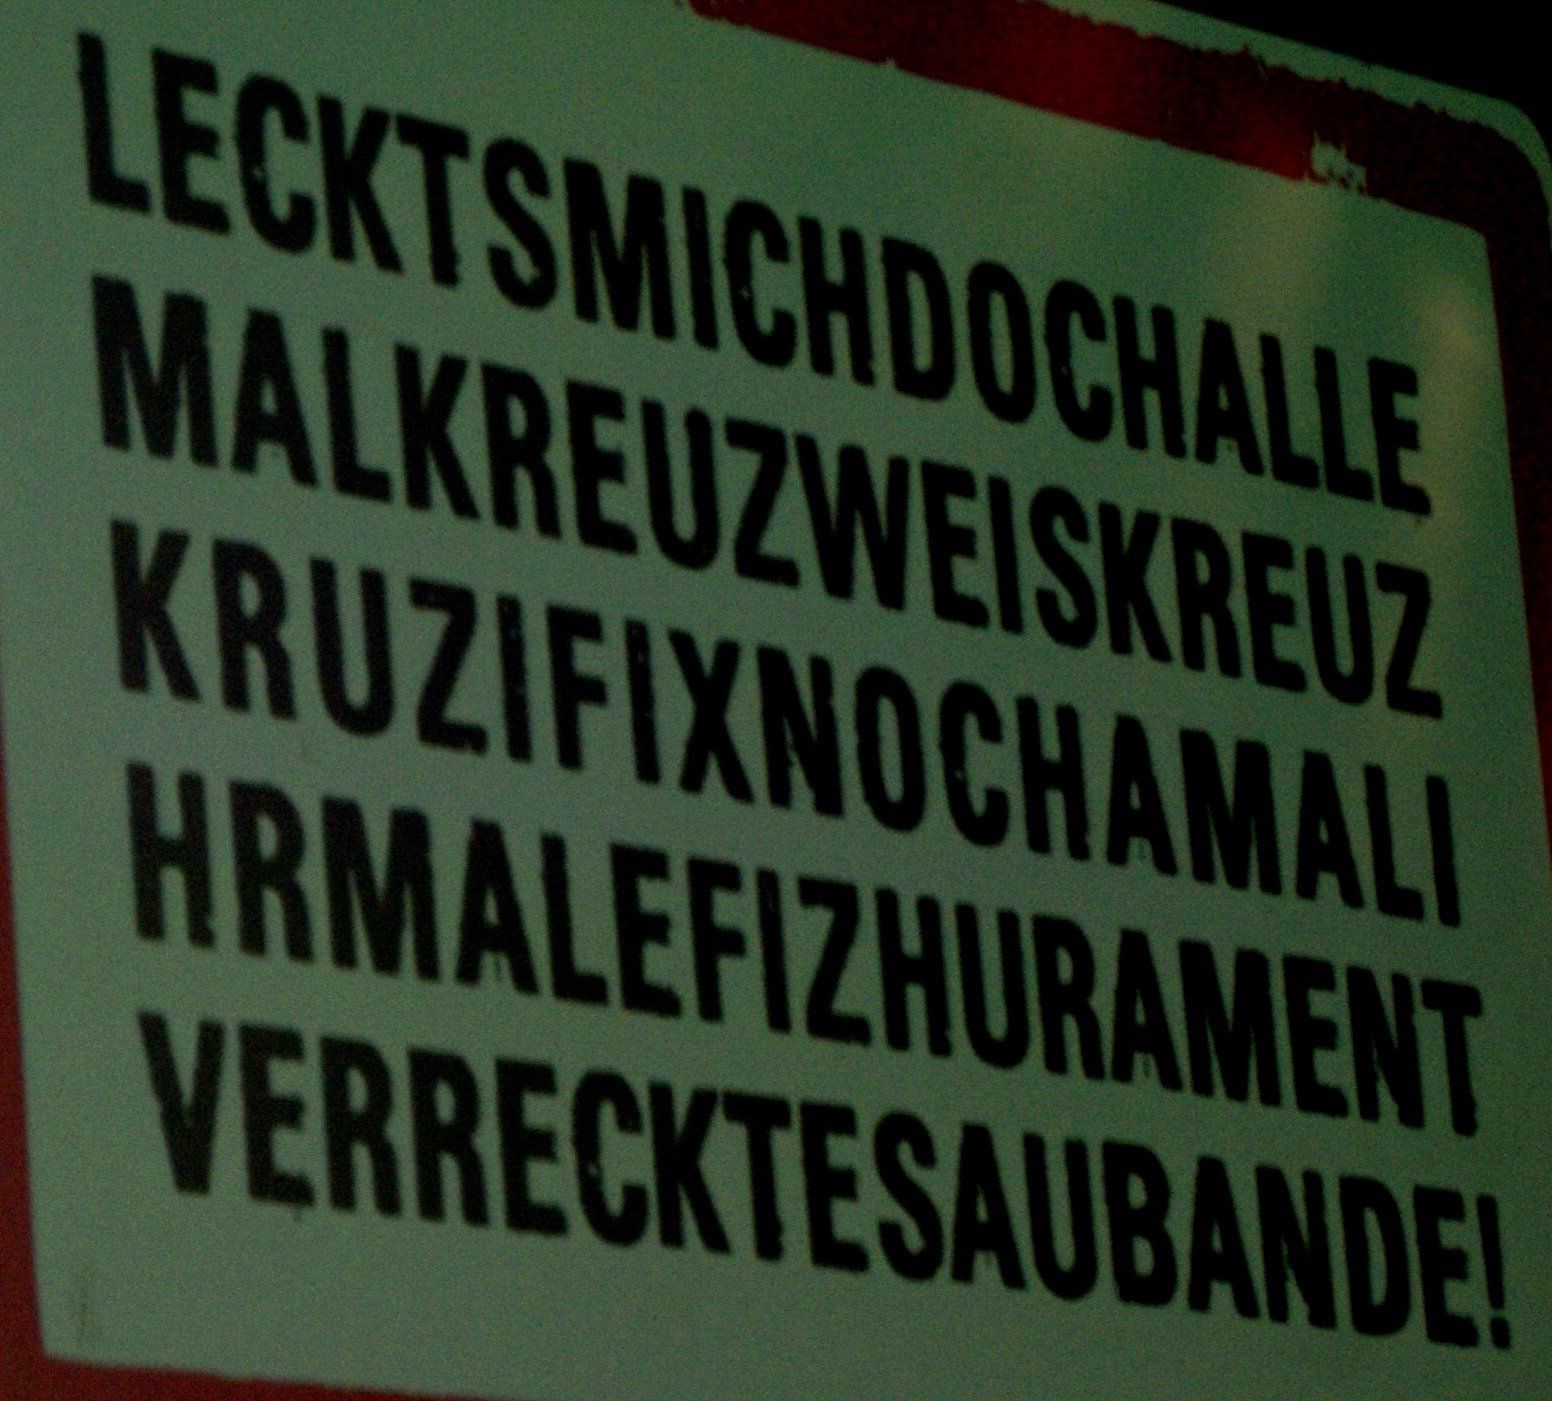 LECKTSMICHDOCHALLE
MALKREUZWEISKREUZ
KRUZIFIXNOCHAMALI
HRMALEFIZHURAMENT
VERRECKTESAUBANDE!